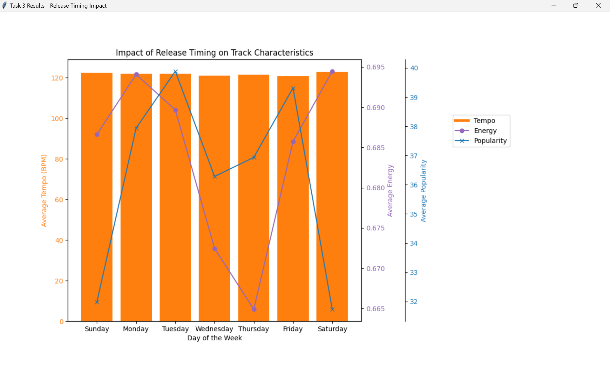 Task 3 Results - Release Timing Impact
Impact of Release Timing on Track Characteristics
Average Tempo (BPM)
120
100
80
60
40
20
0
Sunday Monday Tuesday Wednesday Thursday Friday Saturday
Day of the Week
0.695
0.690
0.685
0.680
0.675
0.670
0.665
Average Energy
40
39
38
37
36
35
34
33
32
Average Popularity
Tempo
Energy
Popularity